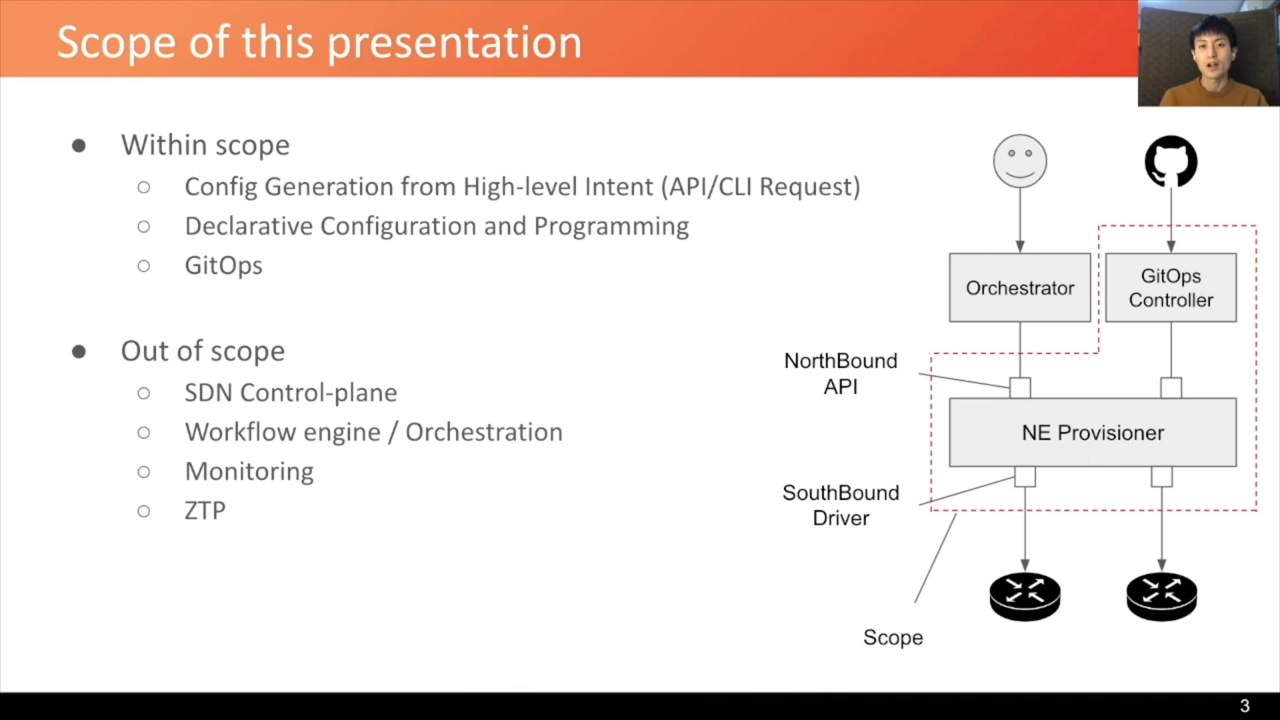 Scope of this presentation
● Within scope
○ Config Generation from High-level Intent (API/CLI Request)
○ Declarative Configuration and Programming
○ GitOps
● Out of scope
○ SDN Control-plane
○ Workflow engine / Orchestration
○ Monitoring
○ ZTP
Orchestrator
GitOps
Controller
NorthBound
API
NE Provisioner
SouthBound
Driver
Scope
3